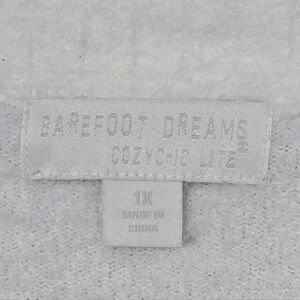 BAREFOOT DREAMS
COZYCHIC LITE®
1X
MADE IN
CHINA